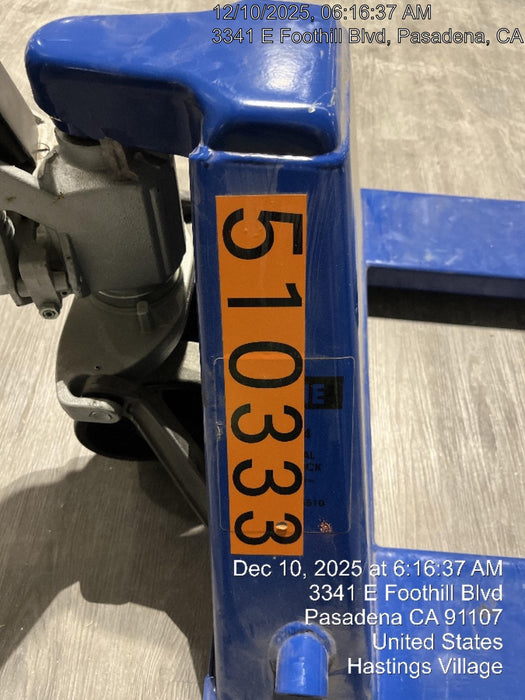 12/10/2025, 06:16:37 AM
3341 E Foothill Blvd, Pasadena, CA
510333
Dec 10, 2025 at 6:16:37 AM
3341 E Foothill Blvd
Pasadena CA 91107
United States
Hastings Village